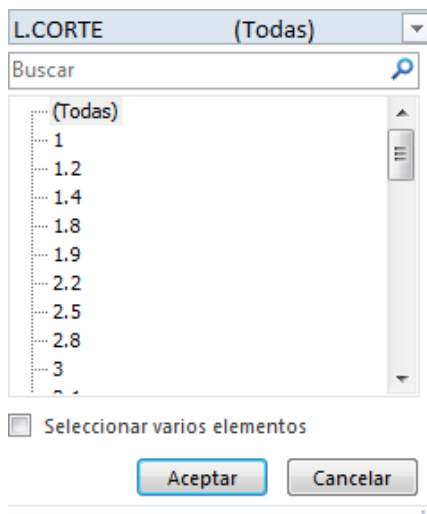 L.CORTE (Todas)
Buscar
(Todas)
1
1.2
1.4
1.8
1.9
2.2
2.5
2.8
3
Seleccionar varios elementos
Aceptar Cancelar